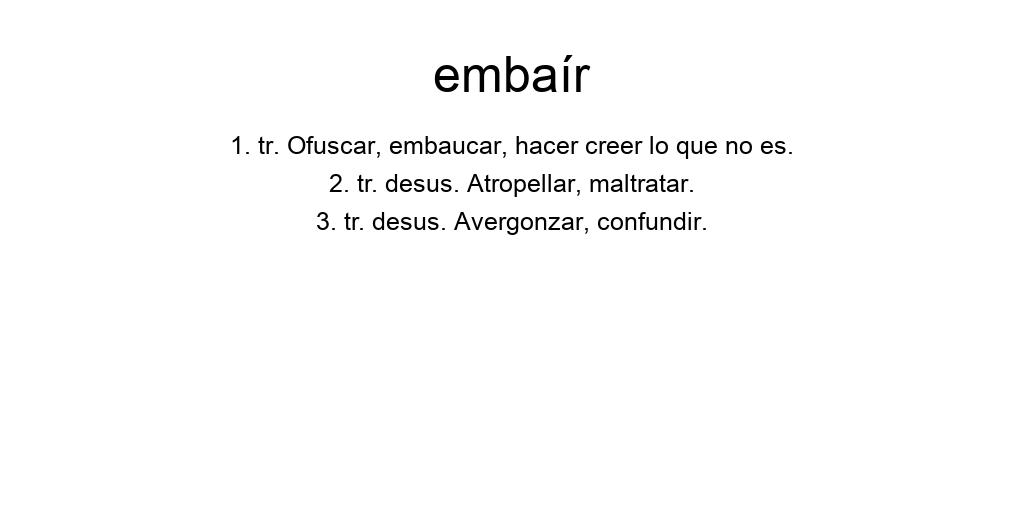 embaír
1. tr. Ofuscar, embaucar, hacer creer lo que no es.
2. tr. desus. Atropellar, maltratar.
3. tr. desus. Avergonzar, confundir.